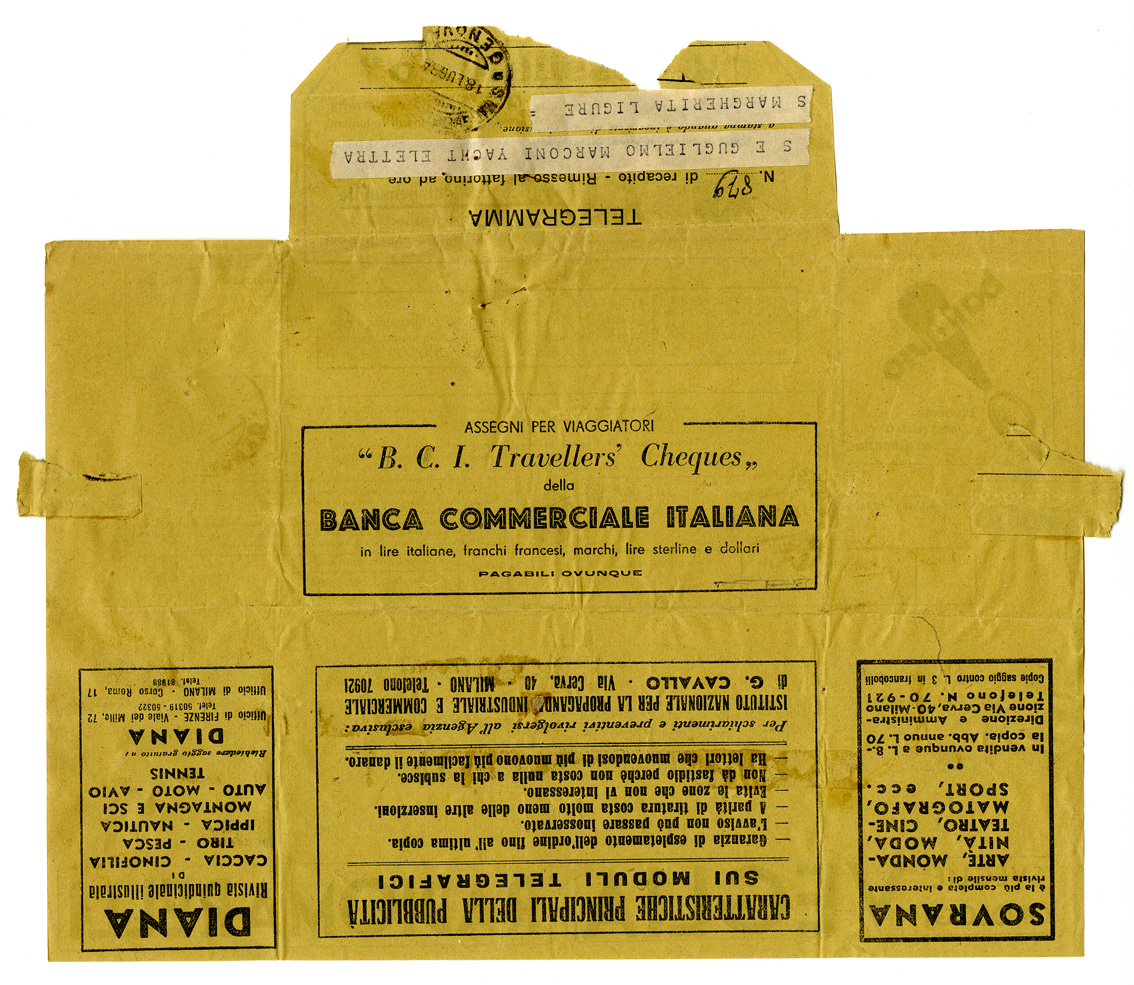 TELEGRAMMA
N. 879 di recapito - Rimesso al fattorino, ad ore
S E GUGLIELMO MARCONI YACHT ELETTRA
S MARGHERITA LIGURE =
GENOVA
18 LUG 34
ASSEGNI PER VIAGGIATORI
“B. C. I. Travellers’ Cheques„
della
BANCA COMMERCIALE ITALIANA
in lire italiane, franchi francesi, marchi, lire sterline e dollari
PAGABILI OVUNQUE
DIANA
Rivista quindicinale illustrata
DI
CACCIA - CINOFILIA
TIRO - PESCA
IPPICA - NAUTICA
MONTAGNA E SCI
AUTO - MOTO - AVIO
TENNIS
Richiedere saggio gratuito a:
DIANA
Ufficio di FIRENZE - Viale dei Mille, 72
Telef. 50319 - 50322
Ufficio di MILANO - Corso Roma, 17
Telef. 81989
CARATTERISTICHE PRINCIPALI DELLA PUBBLICITÀ
SUI MODULI TELEGRAFICI
— Garanzia di espletamento dell'ordine fino all'ultima copia.
— L'avviso non può passare inosservato.
— A parità di tiratura costa molto meno delle altre inserzioni.
— Evita le zone che non vi interessano.
— Non dà fastidio perchè non costa nulla a chi la subisce.
— Ha lettori che muovendosi di più muovono più facilmente il danaro.
Per schiarimenti e preventivi rivolgersi all'Agenzia esclusiva:
ISTITUTO NAZIONALE PER LA PROPAGANDA INDUSTRIALE E COMMERCIALE
di G. CAVALLO - Via Cerva, 40 - MILANO - Telefono 70921
SOVRANA
è la più completa e interessante
rivista mensile di:
ARTE, MONDA-
NITÀ, MODA,
TEATRO, CINE-
MATOGRAFO,
SPORT, ecc.
In vendita ovunque a L. 8.-
la copia. Abb. annuo L. 70
Direzione e Amministra-
zione Via Cerva, 40-Milano
Telefono N. 70-921
Copie saggio contro L. 3 in francobolli